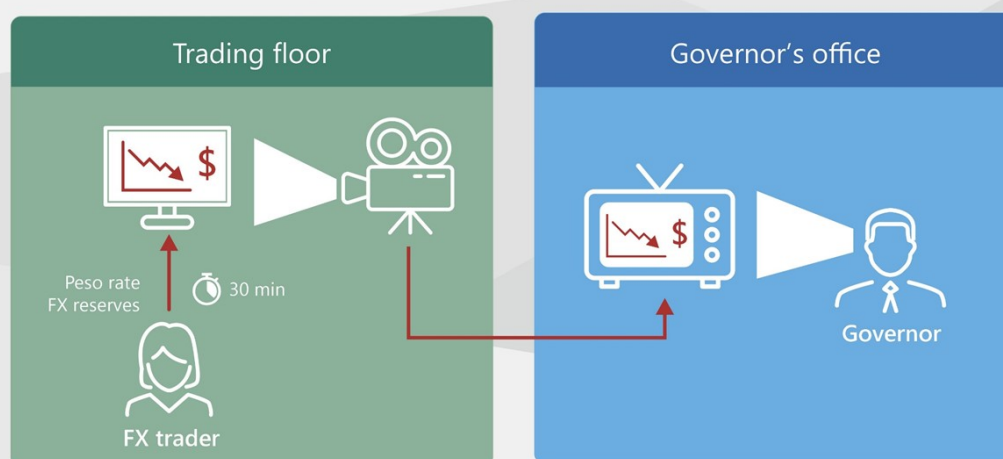 Trading floor
Governor's office
$
$
Peso rate
FX reserves
30 min
FX trader
Governor